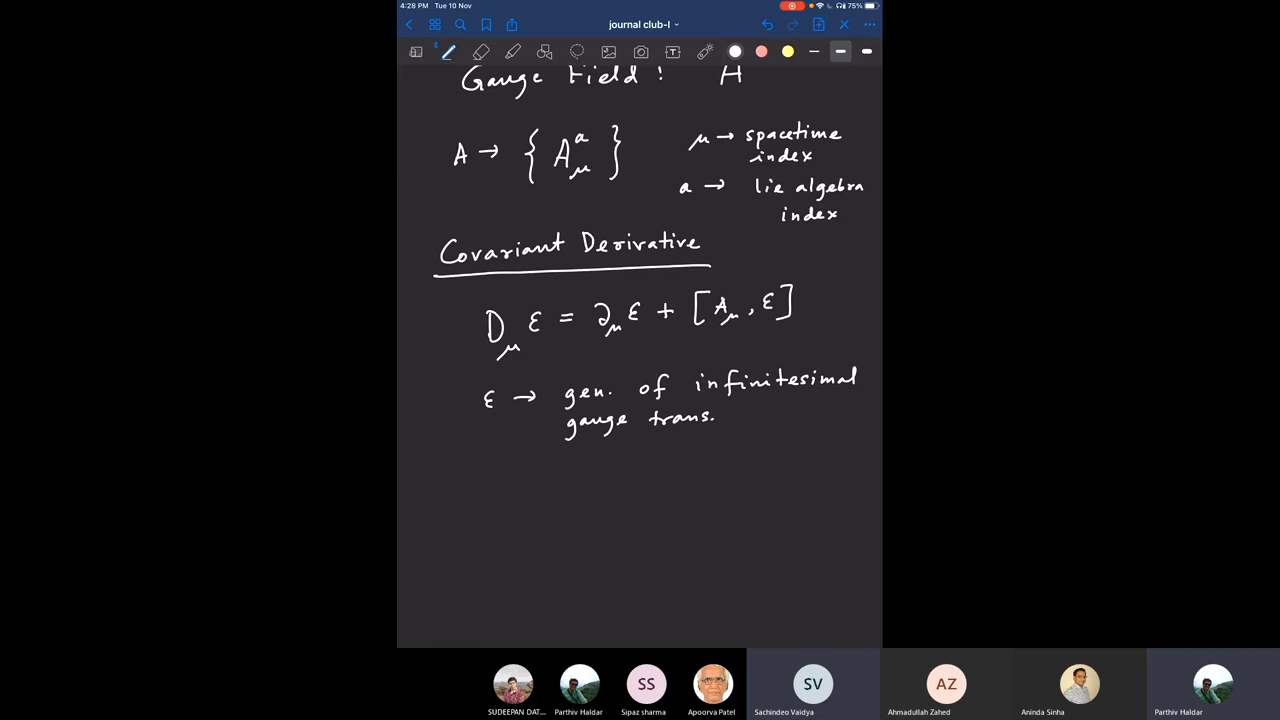 4:28 PM Tue 10 Nov
75%
journal club-I
Gauge Field : A
A → { A^a_μ } μ → spacetime
index
a → lie algebra
index
Covariant Derivative
D_μ ε = ∂_μ ε + [A_μ , ε]
ε → gen. of infinitesimal
gauge trans.
SS
SV
AZ
SUDEEPAN DAT...
Parthiv Haldar
Sipaz sharma
Apoorva Patel
Sachindeo Vaidya
Ahmadullah Zahed
Aninda Sinha
Parthiv Haldar